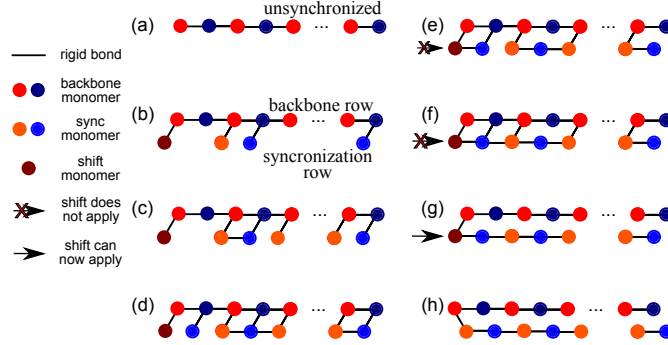 (a)
unsynchronized
...
rigid bond
backbone
monomer
sync
monomer
shift
monomer
X
shift does
not apply
shift can
now apply
(b)
backbone row
...
syncronization
row
(c)
...
(d)
...
(e)
...
X
(f)
...
X
(g)
...
(h)
...